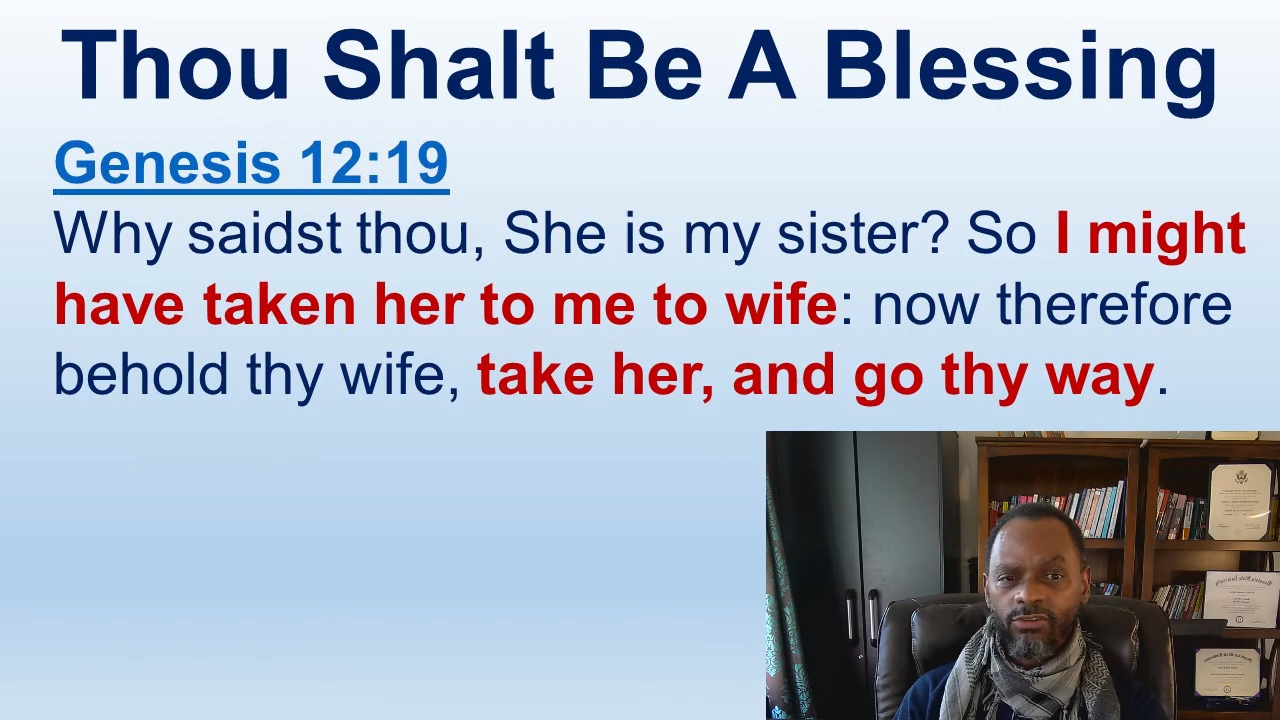 Thou Shalt Be A Blessing
Genesis 12:19
Why saidst thou, She is my sister? So I might
have taken her to me to wife: now therefore
behold thy wife, take her, and go thy way.